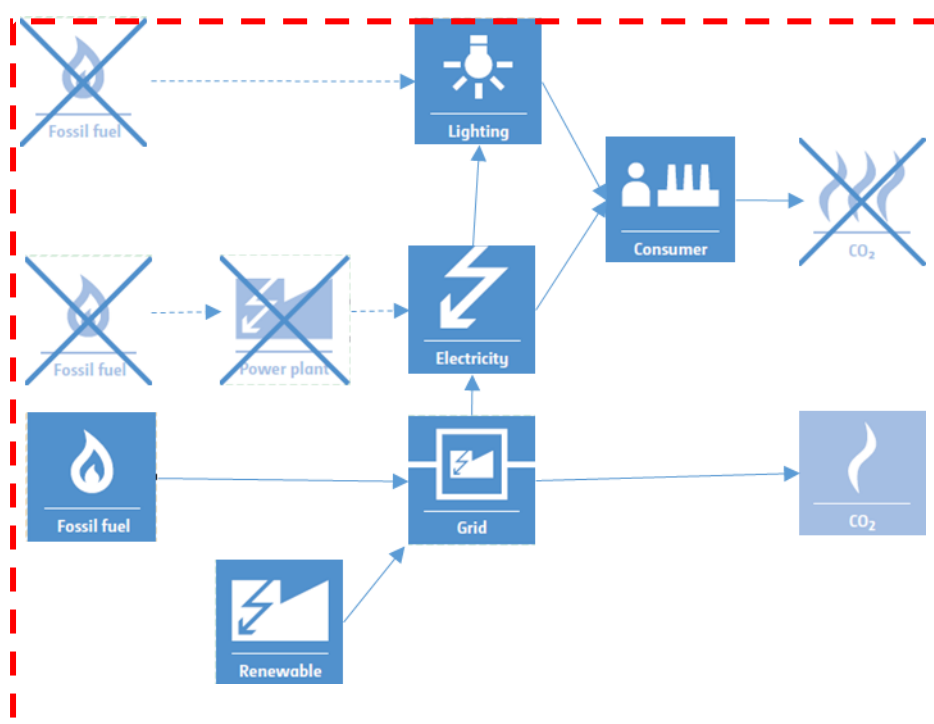 Fossil fuel
Lighting
Consumer
CO₂
Fossil fuel
Power plant
Electricity
Fossil fuel
Grid
CO₂
Renewable